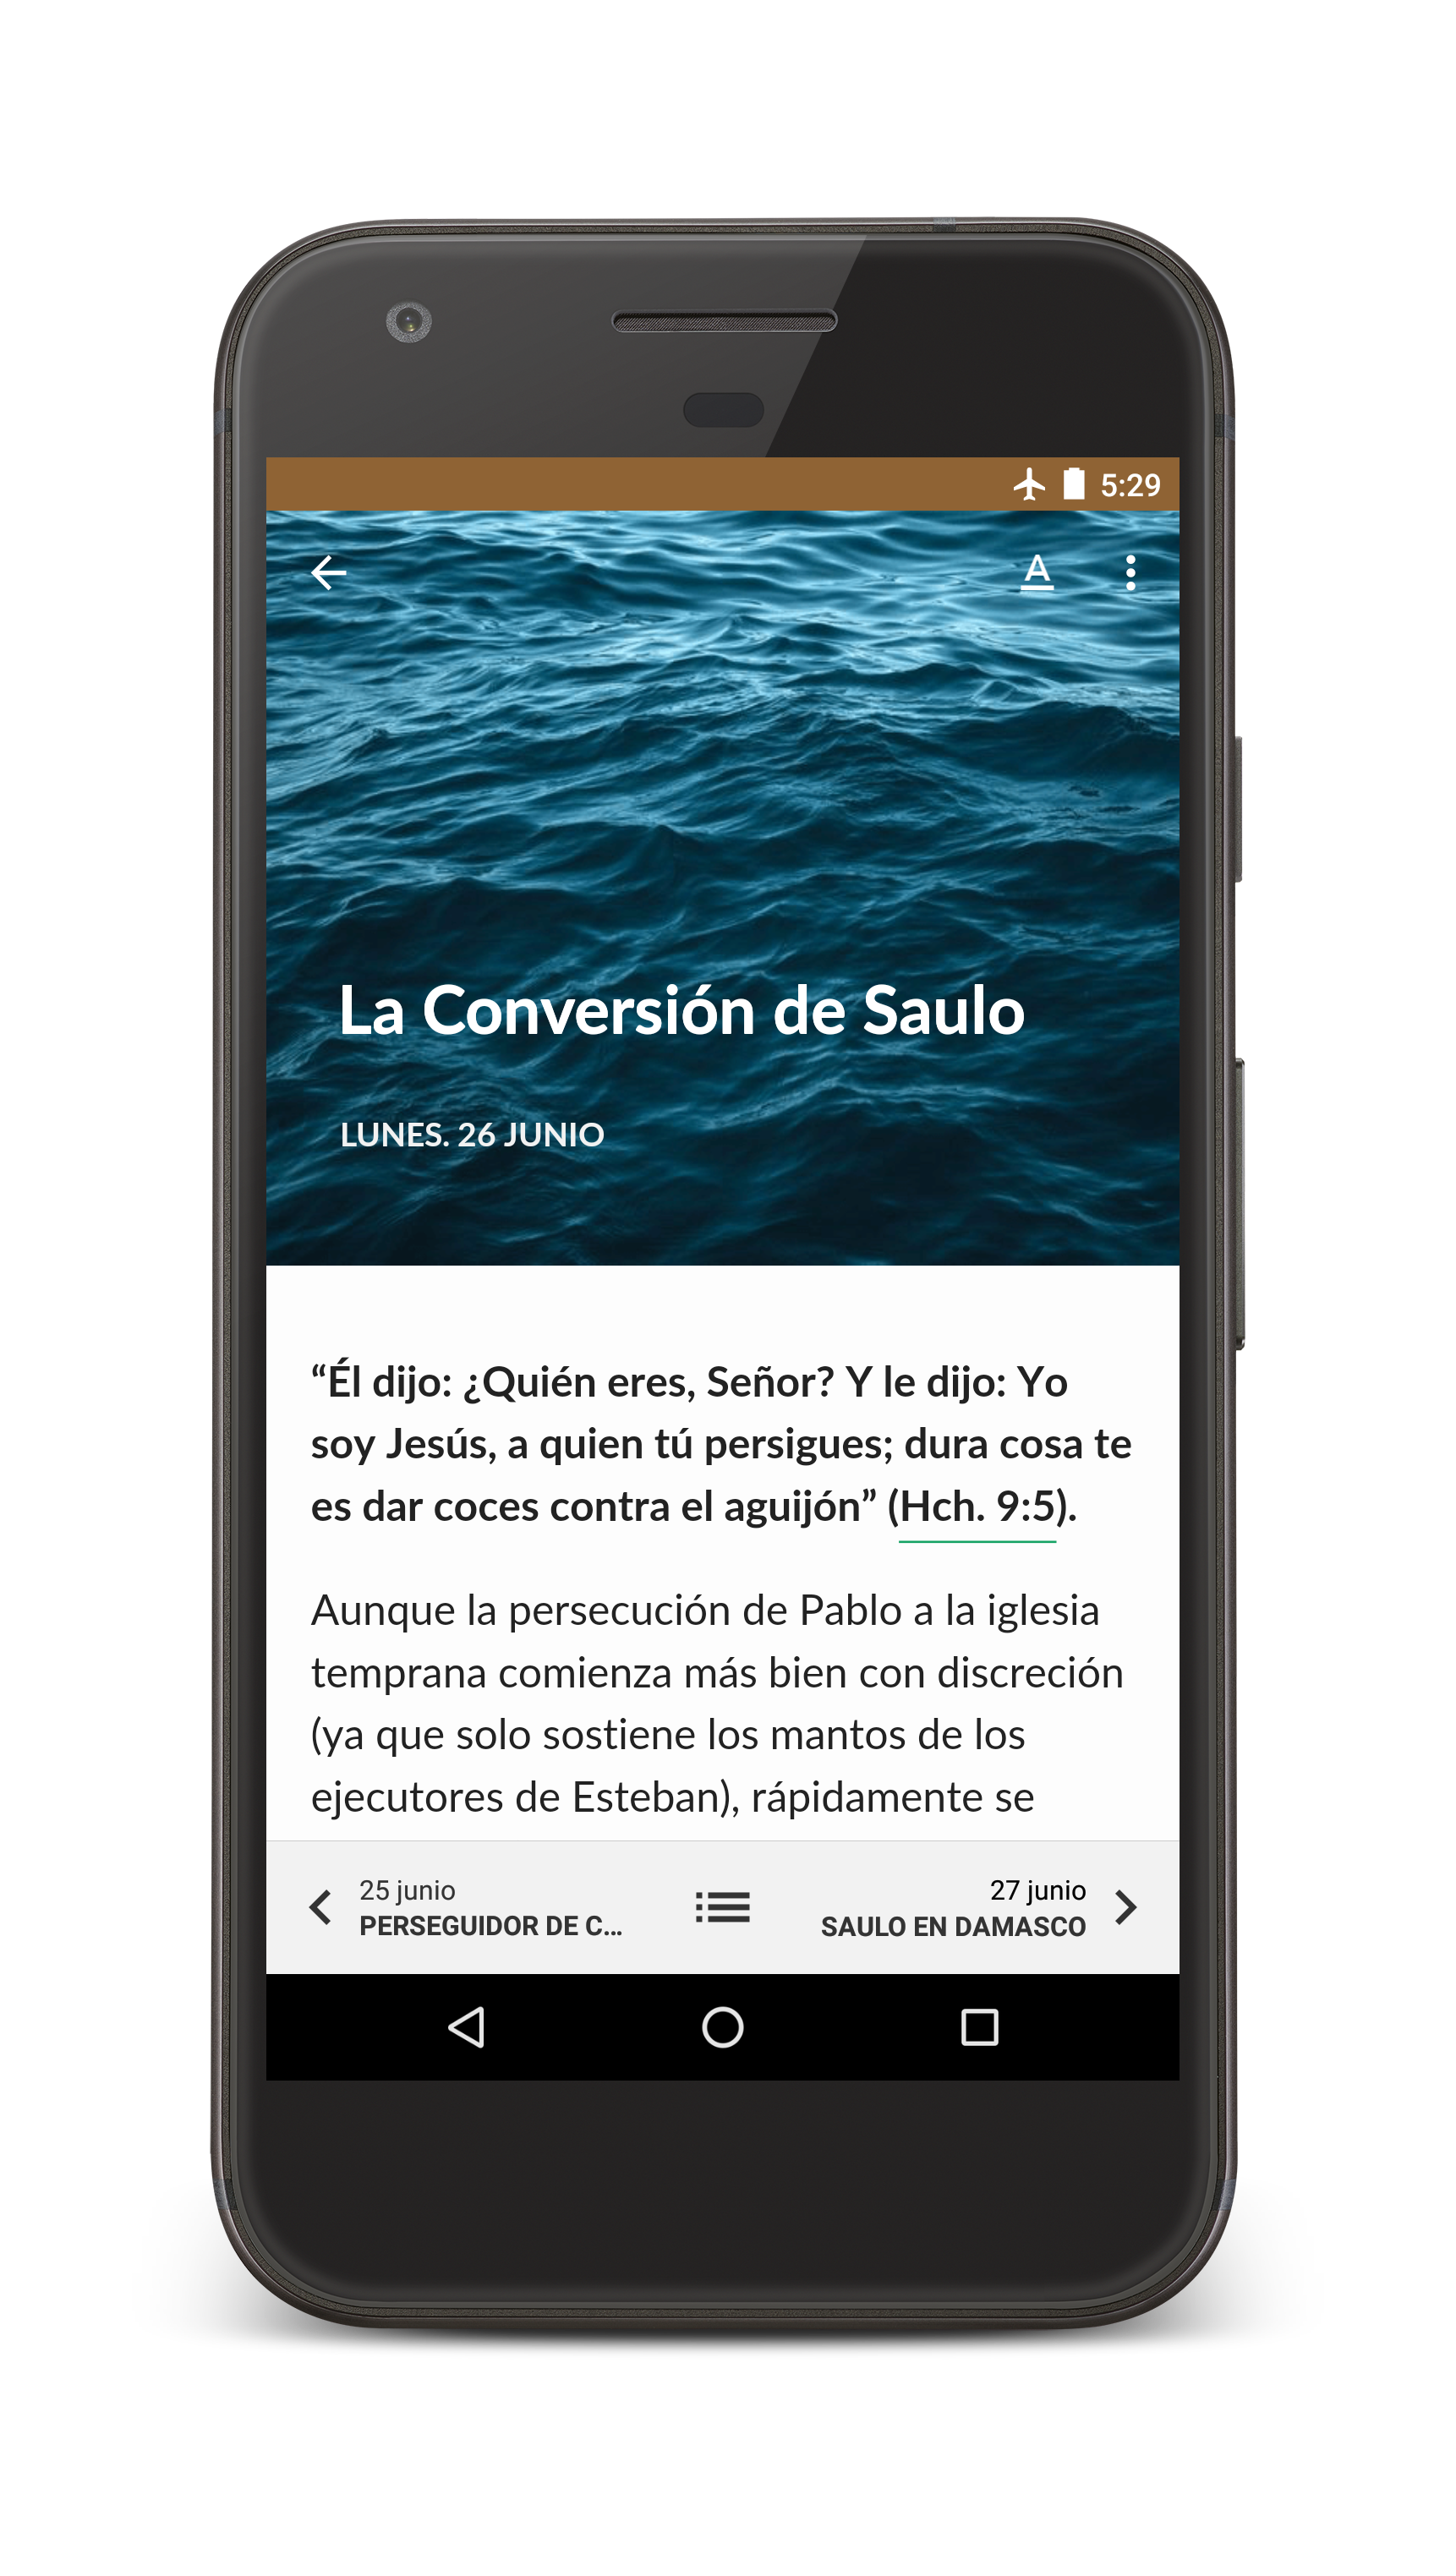 5:29
A
La Conversión de Saulo
LUNES. 26 JUNIO
“Él dijo: ¿Quién eres, Señor? Y le dijo: Yo
soy Jesús, a quien tú persigues; dura cosa te
es dar coces contra el aguijón” (Hch. 9:5).
Aunque la persecución de Pablo a la iglesia
temprana comienza más bien con discreción
(ya que solo sostiene los mantos de los
ejecutores de Esteban), rápidamente se
25 junio
PERSEGUIDOR DE C...
27 junio
SAULO EN DAMASCO